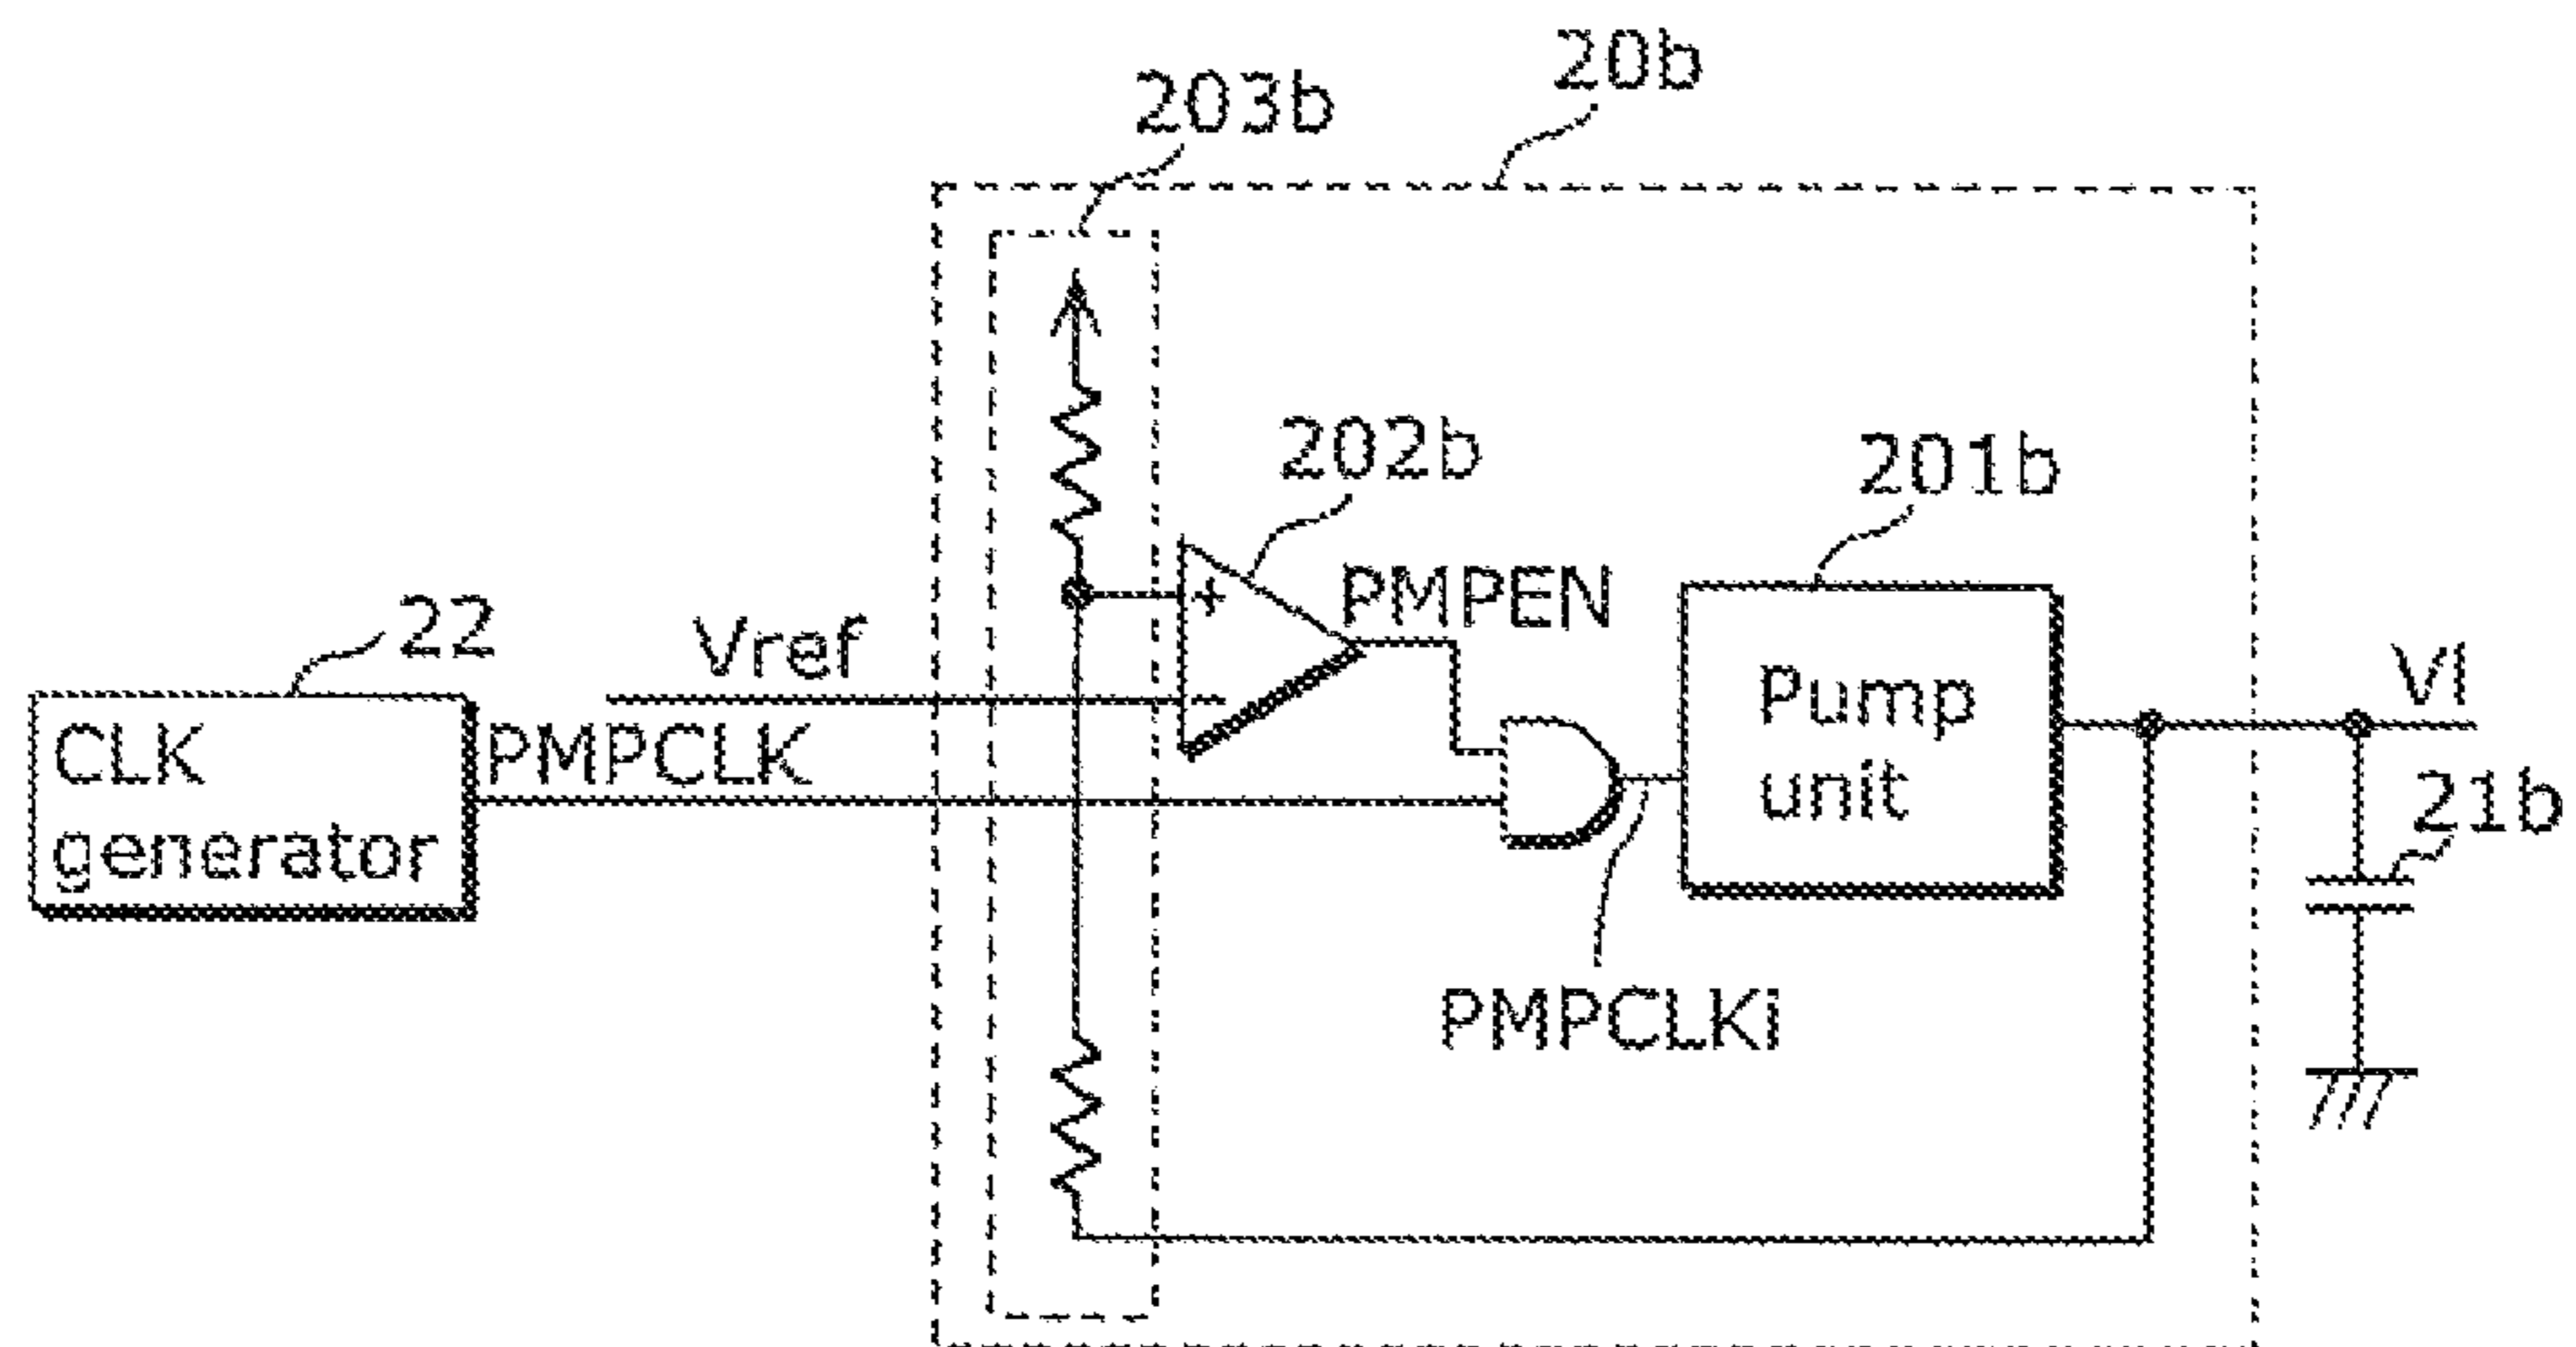 20b
203b
202b
201b
PMPEN
22
Vref
Vl
CLK
generator
PMPCLK
Pump
unit
21b
PMPCLKi
+
-